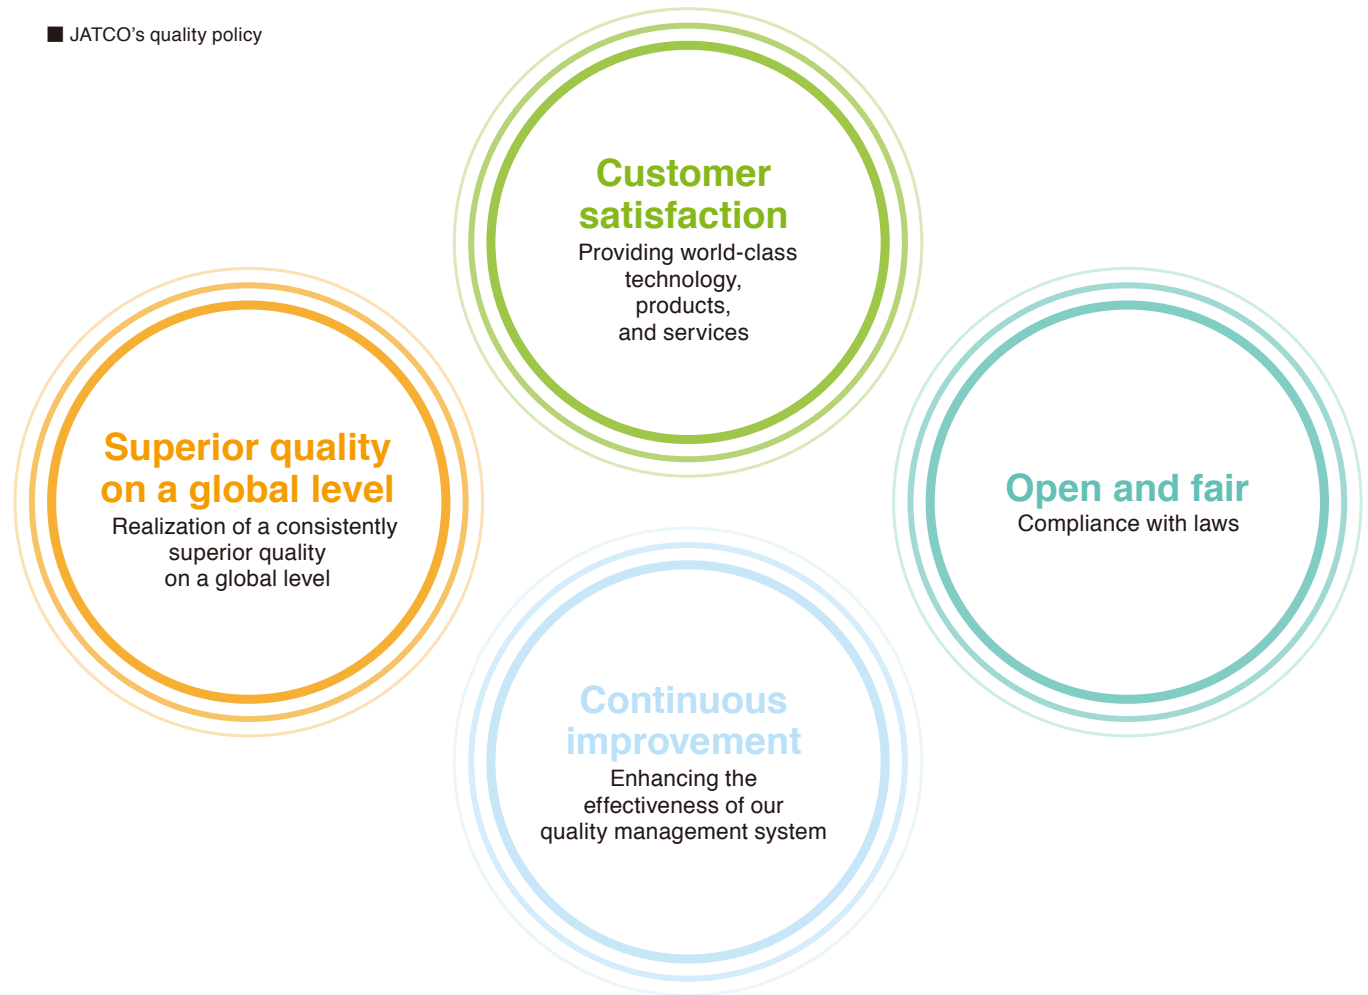 ■ JATCO's quality policy
Customer
satisfaction
Providing world-class
technology,
products,
and services
Superior quality
on a global level
Realization of a consistently
superior quality
on a global level
Open and fair
Compliance with laws
Continuous
improvement
Enhancing the
effectiveness of our
quality management system